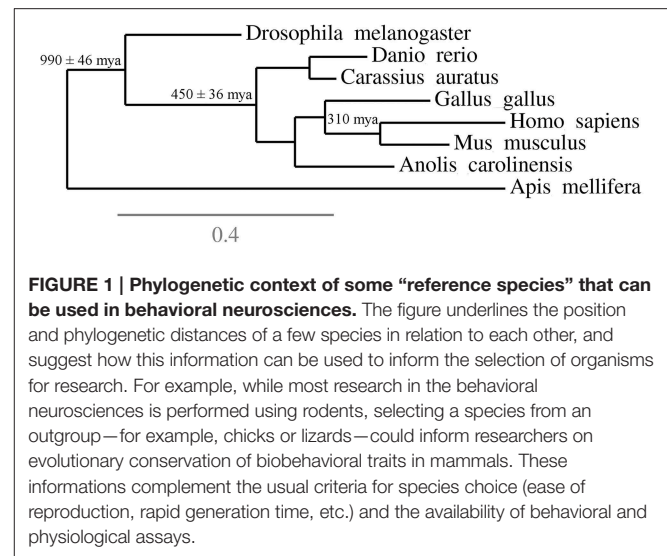 Drosophila melanogaster
990 ± 46 mya
Danio rerio
450 ± 36 mya
Carassius auratus
Gallus gallus
310 mya
Homo sapiens
Mus musculus
Anolis carolinensis
Apis mellifera
0.4
FIGURE 1 | Phylogenetic context of some “reference species” that can
be used in behavioral neurosciences. The figure underlines the position
and phylogenetic distances of a few species in relation to each other, and
suggest how this information can be used to inform the selection of organisms
for research. For example, while most research in the behavioral
neurosciences is performed using rodents, selecting a species from an
outgroup—for example, chicks or lizards—could inform researchers on
evolutionary conservation of biobehavioral traits in mammals. These
informations complement the usual criteria for species choice (ease of
reproduction, rapid generation time, etc.) and the availability of behavioral and
physiological assays.